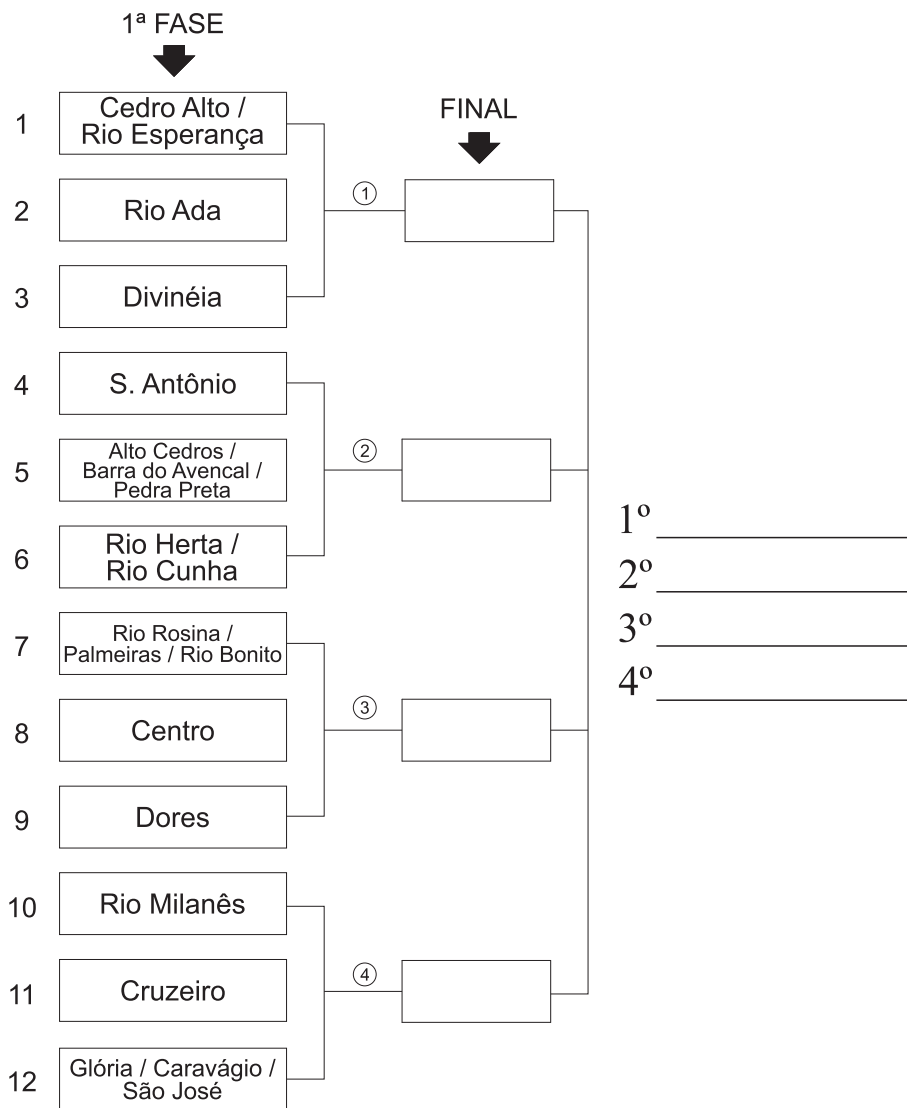 1ª FASE
1
Cedro Alto /
Rio Esperança
2
Rio Ada
3
Divinéia
4
S. Antônio
5
Alto Cedros /
Barra do Avencal /
Pedra Preta
6
Rio Herta /
Rio Cunha
7
Rio Rosina /
Palmeiras / Rio Bonito
8
Centro
9
Dores
10
Rio Milanês
11
Cruzeiro
12
Glória / Caravágio /
São José
FINAL
1
2
3
4
1º
2º
3º
4º